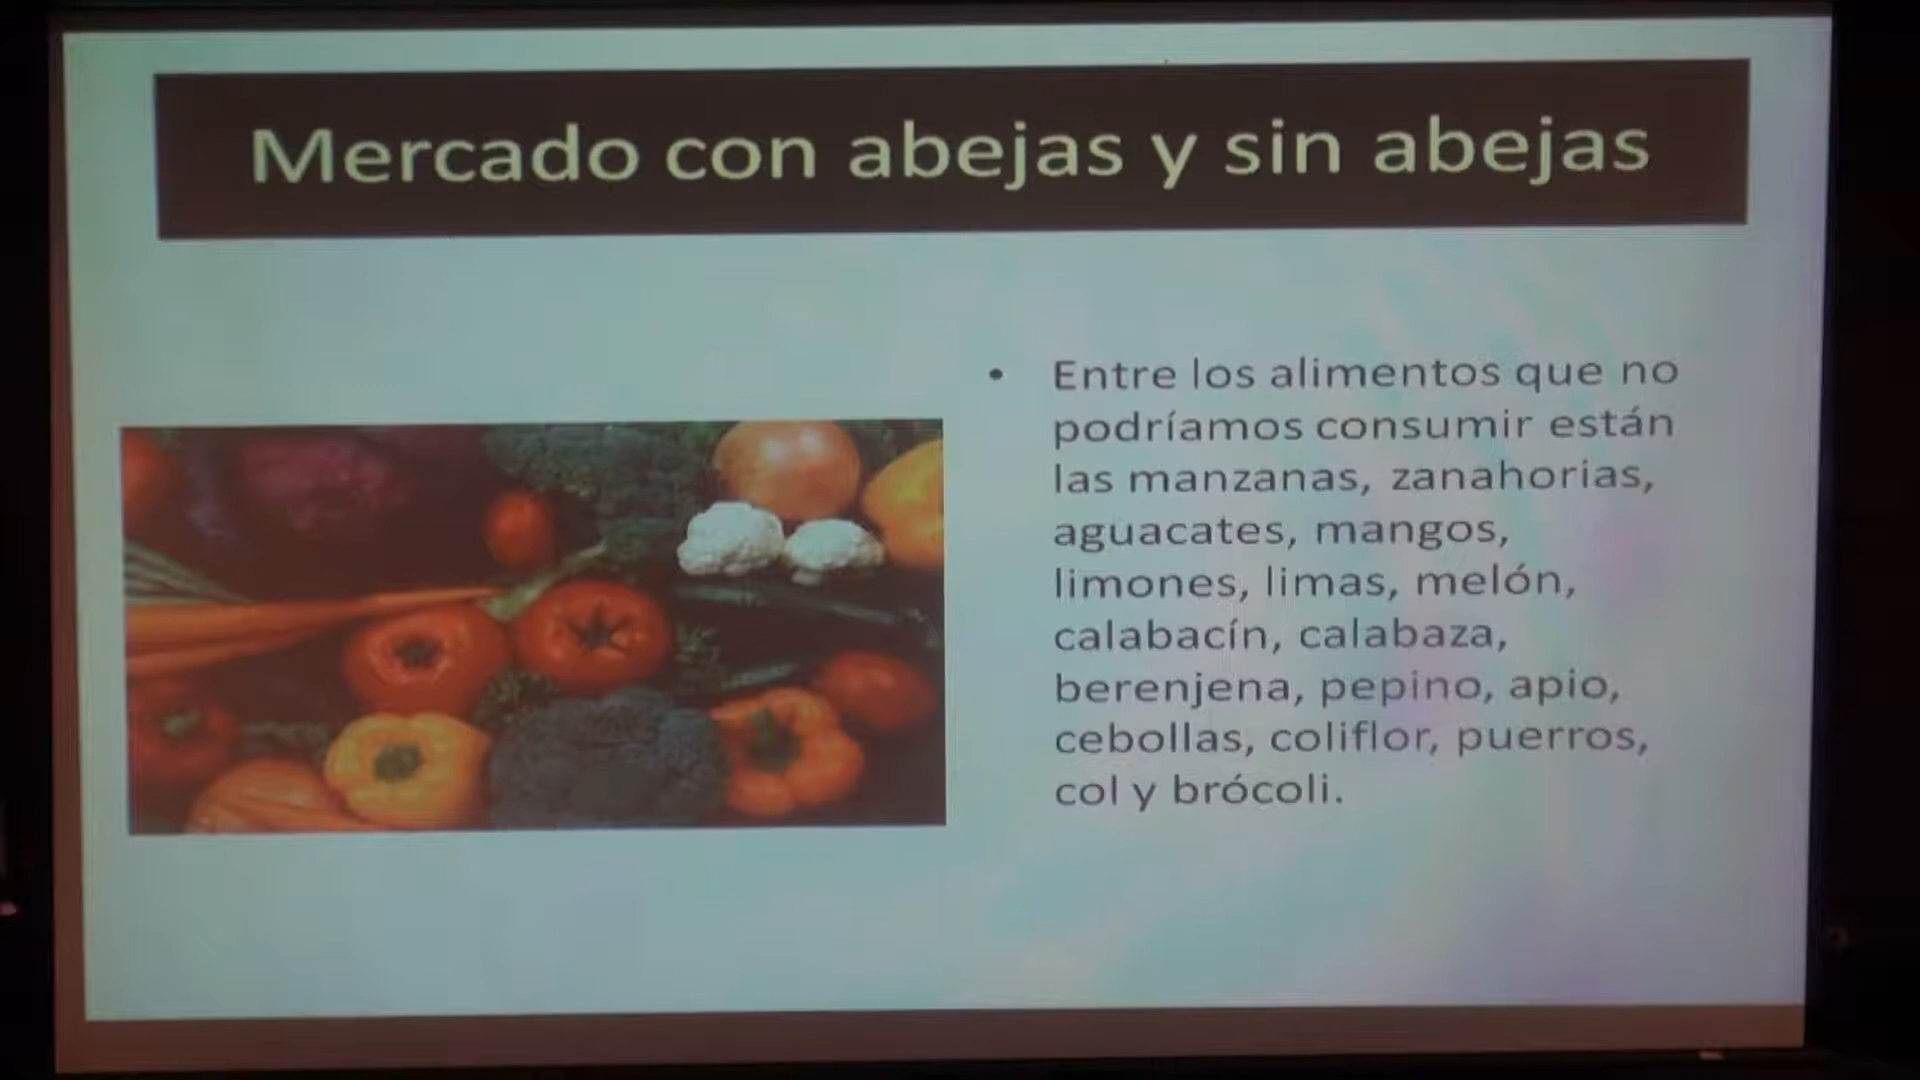 Mercado con abejas y sin abejas
• Entre los alimentos que no
podríamos consumir están
las manzanas, zanahorias,
aguacates, mangos,
limones, limas, melón,
calabacín, calabaza,
berenjena, pepino, apio,
cebollas, coliflor, puerros,
col y brócoli.